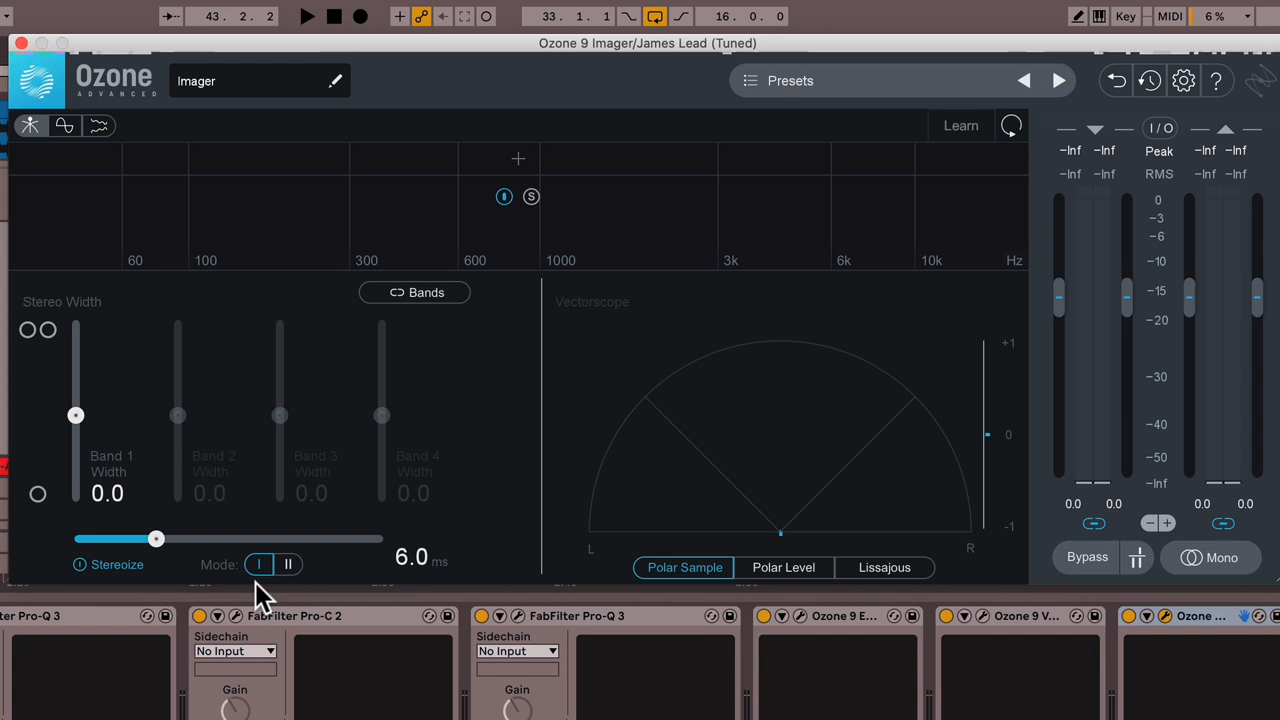 43. 2. 2
33. 1. 1
16. 0. 0
Key
MIDI
6 %
Ozone 9 Imager/James Lead (Tuned)
Ozone
ADVANCED
Imager
Presets
?
Learn
I / O
-Inf -Inf Peak -Inf -Inf
-Inf -Inf RMS -Inf -Inf
S
60 100 300 600 1000 3k 6k 10k Hz
0
-3
-6
-10
-15
-20
-30
-40
-50
-Inf
0.0 0.0 0.0 0.0
Bypass
Mono
Stereo Width
Bands
Band 1
Width
0.0
Band 2
Width
0.0
Band 3
Width
0.0
Band 4
Width
0.0
Stereoize
Mode: I II
6.0 ms
Vectorscope
+1
0
-1
L R
Polar Sample
Polar Level
Lissajous
ter Pro-Q 3
FabFilter Pro-C 2
FabFilter Pro-Q 3
Ozone 9 E...
Ozone 9 V...
Ozone ...
Sidechain
No Input
Gain
Sidechain
No Input
Gain